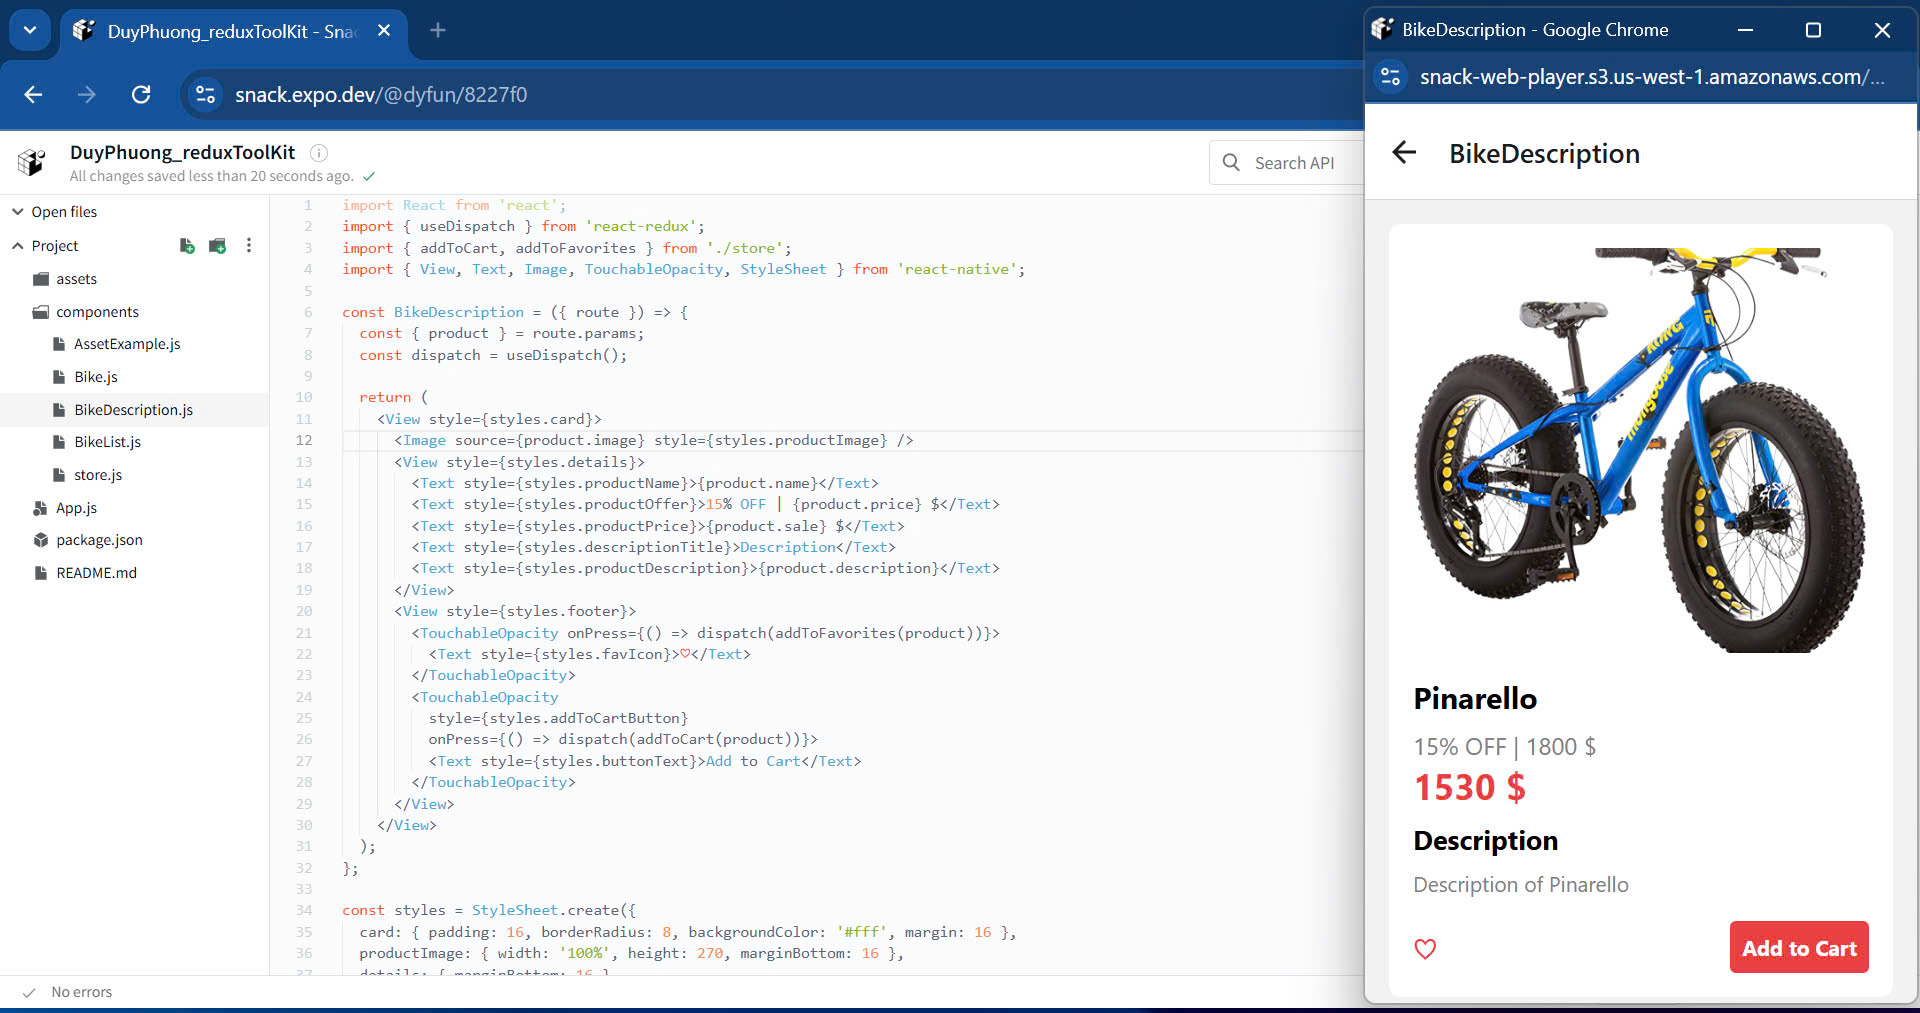 DuyPhuong_reduxToolKit - Sna
snack.expo.dev/@dyfun/8227f0
DuyPhuong_reduxToolKit
All changes saved less than 20 seconds ago.
Search API
Open files
Project
assets
components
AssetExample.js
Bike.js
BikeDescription.js
BikeList.js
store.js
App.js
package.json
README.md
1 import React from 'react';
2 import { useDispatch } from 'react-redux';
3 import { addToCart, addToFavorites } from './store';
4 import { View, Text, Image, TouchableOpacity, StyleSheet } from 'react-native';
5
6 const BikeDescription = ({ route }) => {
7 const { product } = route.params;
8 const dispatch = useDispatch();
9
10 return (
11 <View style={styles.card}>
12 <Image source={product.image} style={styles.productImage} />
13 <View style={styles.details}>
14 <Text style={styles.productName}>{product.name}</Text>
15 <Text style={styles.productOffer}>15% OFF | {product.price} $</Text>
16 <Text style={styles.productPrice}>{product.sale} $</Text>
17 <Text style={styles.descriptionTitle}>Description</Text>
18 <Text style={styles.productDescription}>{product.description}</Text>
19 </View>
20 <View style={styles.footer}>
21 <TouchableOpacity onPress={() => dispatch(addToFavorites(product))}>
22 <Text style={styles.favIcon}>♡</Text>
23 </TouchableOpacity>
24 <TouchableOpacity
25 style={styles.addToCartButton}
26 onPress={() => dispatch(addToCart(product))}>
27 <Text style={styles.buttonText}>Add to Cart</Text>
28 </TouchableOpacity>
29 </View>
30 </View>
31 );
32 };
33
34 const styles = StyleSheet.create({
35 card: { padding: 16, borderRadius: 8, backgroundColor: '#fff', margin: 16 },
36 productImage: { width: '100%', height: 270, marginBottom: 16 },
37 details: { marginBottom: 16 }
No errors
BikeDescription - Google Chrome
snack-web-player.s3.us-west-1.amazonaws.com/...
BikeDescription
mongoose
Pinarello
15% OFF | 1800 $
1530 $
Description
Description of Pinarello
Add to Cart